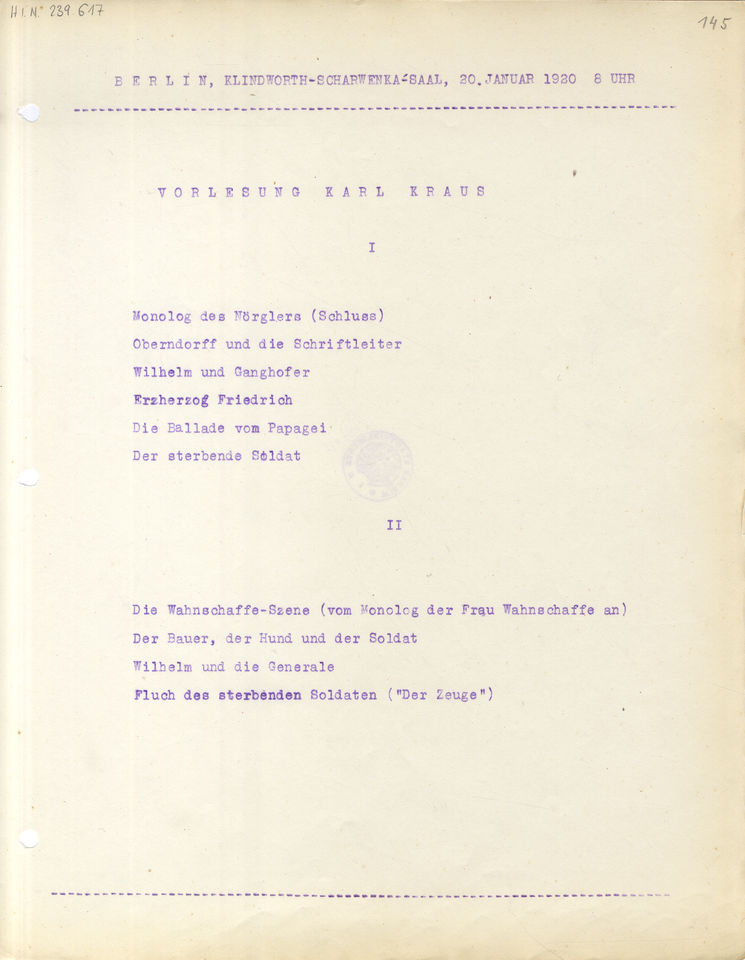 H I. N.° 239.617
145
B E R L I N, KLINDWORTH-SCHARWENKA-SAAL, 20. JANUAR 1920 8 UHR
V O R L E S U N G K A R L K R A U S
I
Monolog des Nörglers (Schluss)
Oberndorff und die Schriftleiter
Wilhelm und Ganghofer
Erzherzog Friedrich
Die Ballade vom Papagei
Der sterbende Soldat
II
Die Wahnschaffe-Szene (vom Monolog der Frau Wahnschaffe an)
Der Bauer, der Hund und der Soldat
Wilhelm und die Generale
Fluch des sterbenden Soldaten ("Der Zeuge")